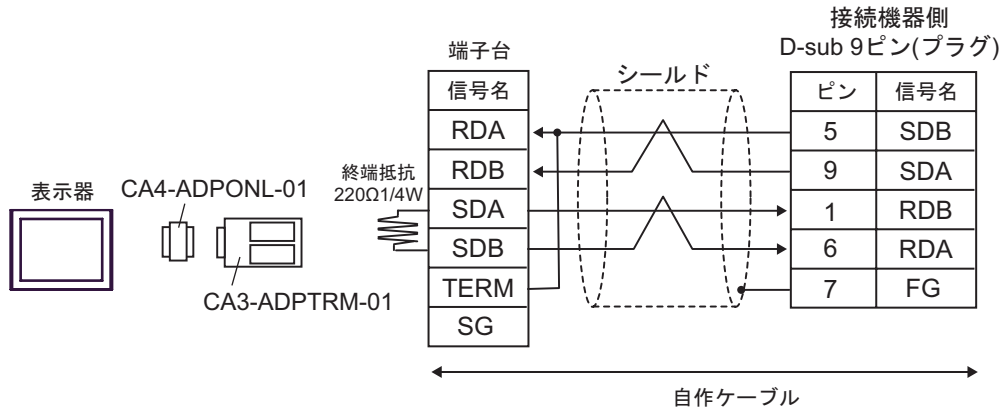 接続機器側
D-sub 9ピン(プラグ)
端子台
シールド
信号名
ピン 信号名
RDA
5 SDB
RDB
9 SDA
終端抵抗
220Ω1/4W
表示器
CA4-ADPONL-01
SDA
1 RDB
SDB
6 RDA
CA3-ADPTRM-01
TERM
7 FG
SG
自作ケーブル